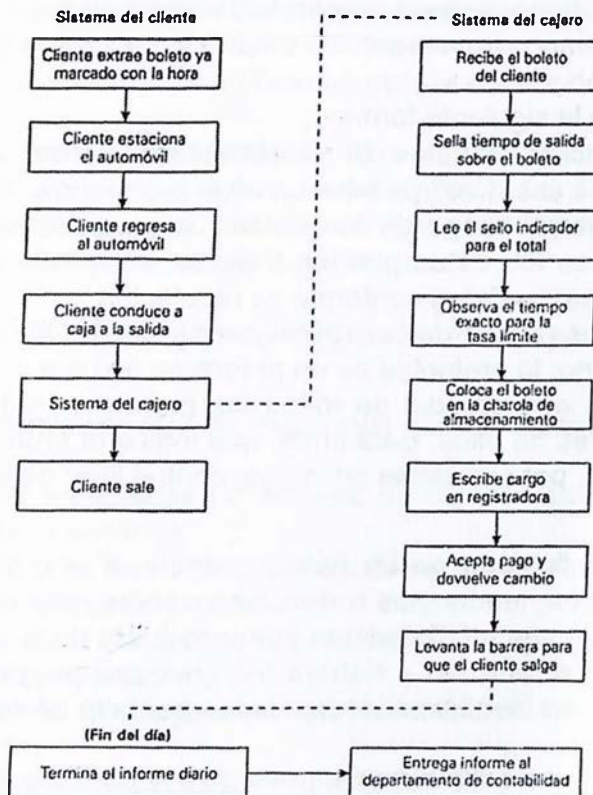 Sistema del cliente
Cliente extrae boleto ya
marcado con la hora
Cliente estaciona
el automóvil
Cliente regresa
al automóvil
Cliente conduce a
caja a la salida
Sistema del cajero
Cliente sale
Sistema del cajero
Recibe el boleto
del cliente
Sella tiempo de salida
sobre el boleto
Lee el sello indicador
para el total
Observa el tiempo
exacto para la
tasa límite
Coloca el boleto
en la charola de
almacenamiento
Escribe cargo
en registradora
Acepta pago y
devuelve cambio
Levanta la barrera para
que el cliente salga
(Fin del día)
Termina el informe diario
Entrega informe al
departamento de contabilidad